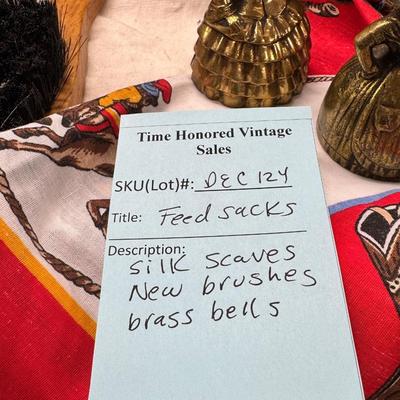 Time Honored Vintage
Sales
SKU(Lot)#: DEC 124
Title: Feed sacks
Description:
silk scaves
New brushes
brass bells